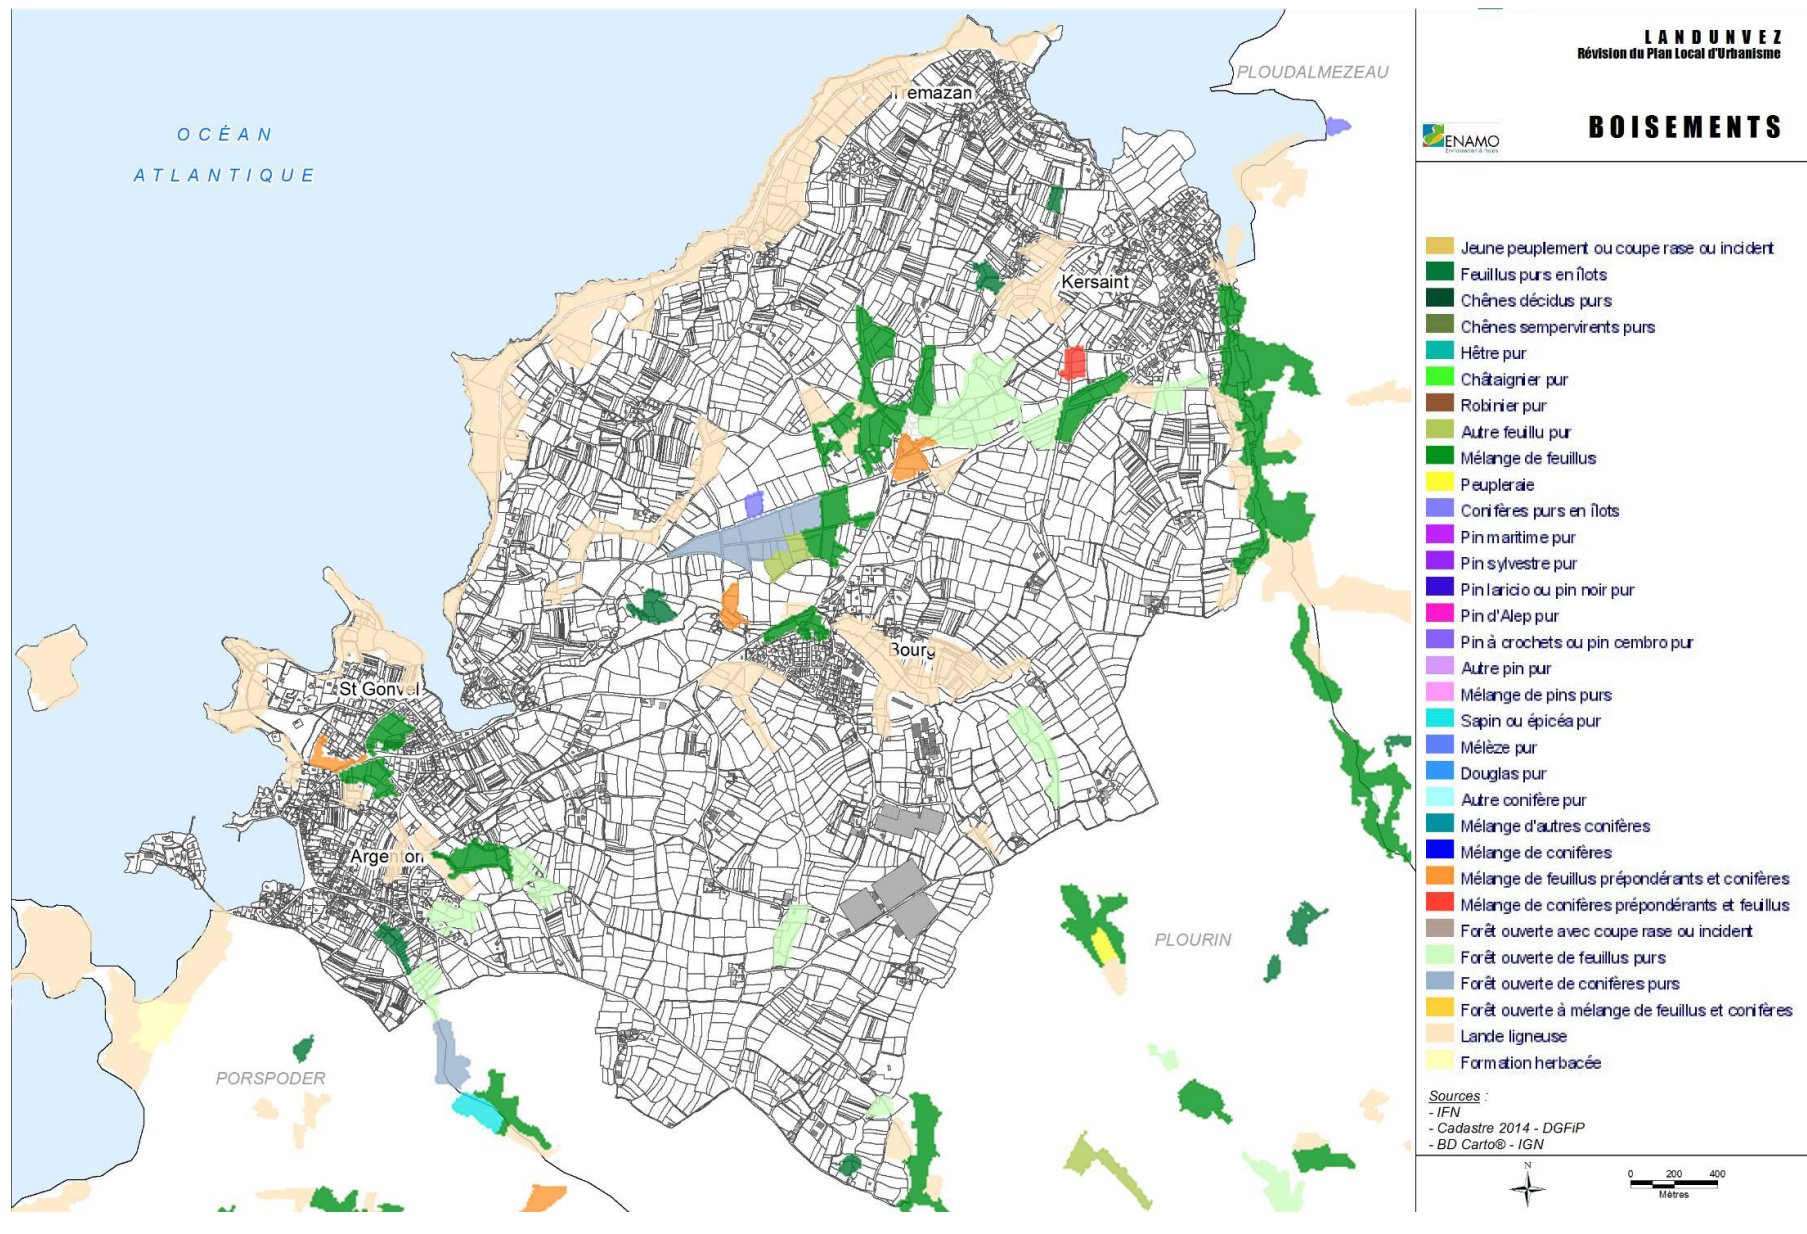 OCÉAN
ATLANTIQUE
PLOUDALMEZEAU
Tremazan
Kersaint
Bourg
St Gonvel
Argenton
PLOURIN
PORSPODER
LANDUNVEZ
Révision du Plan Local d'Urbanisme
ENAMO
BOISEMENTS
Jeune peuplement ou coupe rase ou incident
Feuillus purs en îlots
Chênes décidus purs
Chênes sempervirents purs
Hêtre pur
Châtaignier pur
Robinier pur
Autre feuillu pur
Mélange de feuillus
Peupleraie
Conifères purs en îlots
Pin maritime pur
Pin sylvestre pur
Pin laricio ou pin noir pur
Pin d'Alep pur
Pin à crochets ou pin cembro pur
Autre pin pur
Mélange de pins purs
Sapin ou épicéa pur
Mélèze pur
Douglas pur
Autre conifère pur
Mélange d'autres conifères
Mélange de conifères
Mélange de feuillus prépondérants et conifères
Mélange de conifères prépondérants et feuillus
Forêt ouverte avec coupe rase ou incident
Forêt ouverte de feuillus purs
Forêt ouverte de conifères purs
Forêt ouverte à mélange de feuillus et conifères
Lande ligneuse
Formation herbacée
Sources :
- IFN
- Cadastre 2014 - DGFiP
- BD Carto® - IGN
N
0 200 400
Mètres